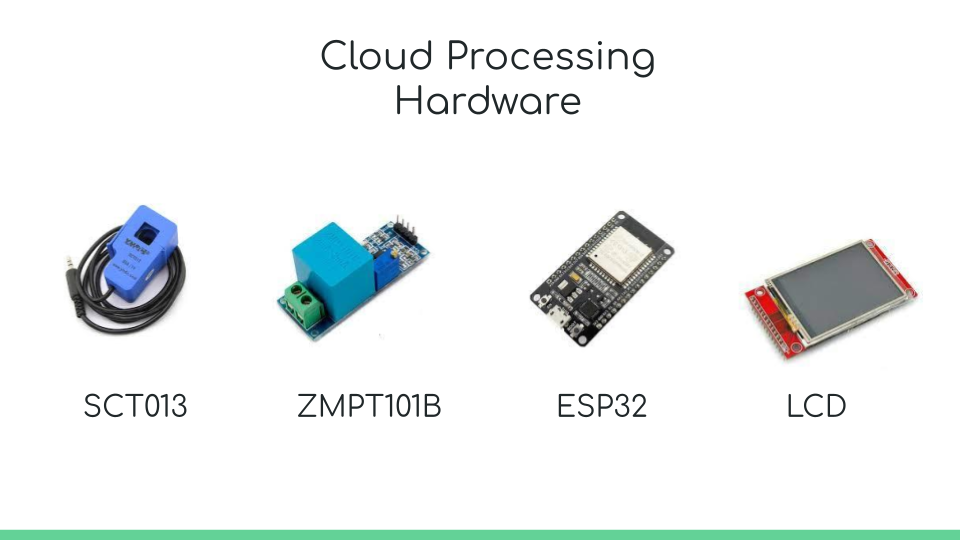 Cloud Processing
Hardware
SCT013
ZMPT101B
ESP32
LCD